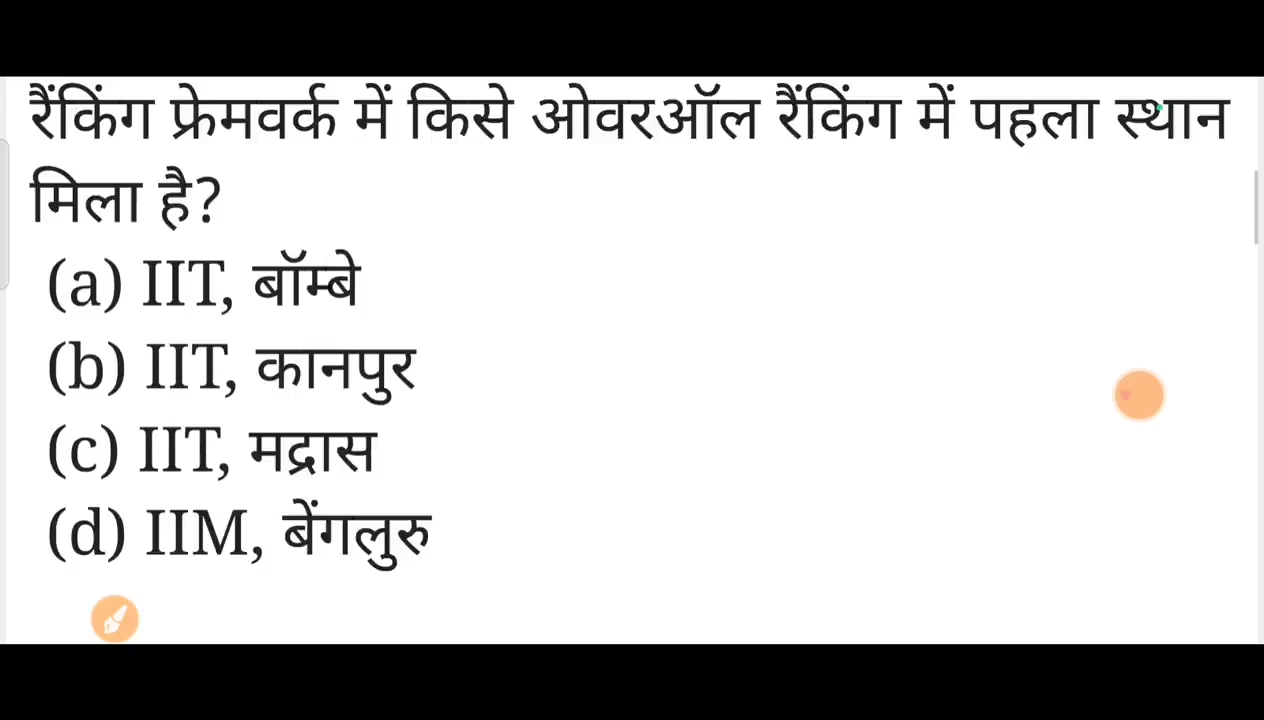 रैंकिंग फ्रेमवर्क में किसे ओवरऑल रैंकिंग में पहला स्थान
मिला है?
(a) IIT, बॉम्बे
(b) IIT, कानपुर
(c) IIT, मद्रास
(d) IIM, बेंगलुरु